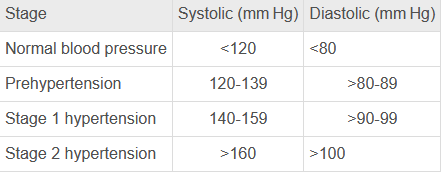 Stage Systolic (mm Hg) Diastolic (mm Hg)
Normal blood pressure <120 <80
Prehypertension 120-139 >80-89
Stage 1 hypertension 140-159 >90-99
Stage 2 hypertension >160 >100